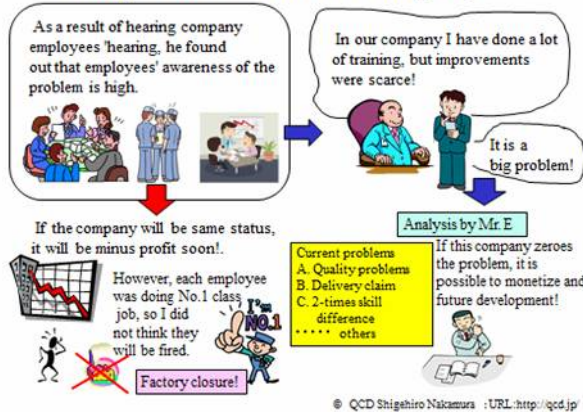 As a result of hearing company
employees 'hearing, he found
out that employees' awareness of the
problem is high.
In our company I have done a lot
of training, but improvements
were scarce!
It is a
big problem!
If the company will be same status,
it will be minus profit soon!.
However, each employee
was doing No.1 class
job, so I did
not think they
will be fired.
I'm
NO.1
Factory closure!
Analysis by Mr. E
Current problems
A. Quality problems
B. Delivery claim
C. 2-times skill
difference
・・・・・ others
If this company zeroes
the problem, it is
possible to monetize and
future development!
© QCD Shigehiro Nakamura : URL:http://qcd.jp/